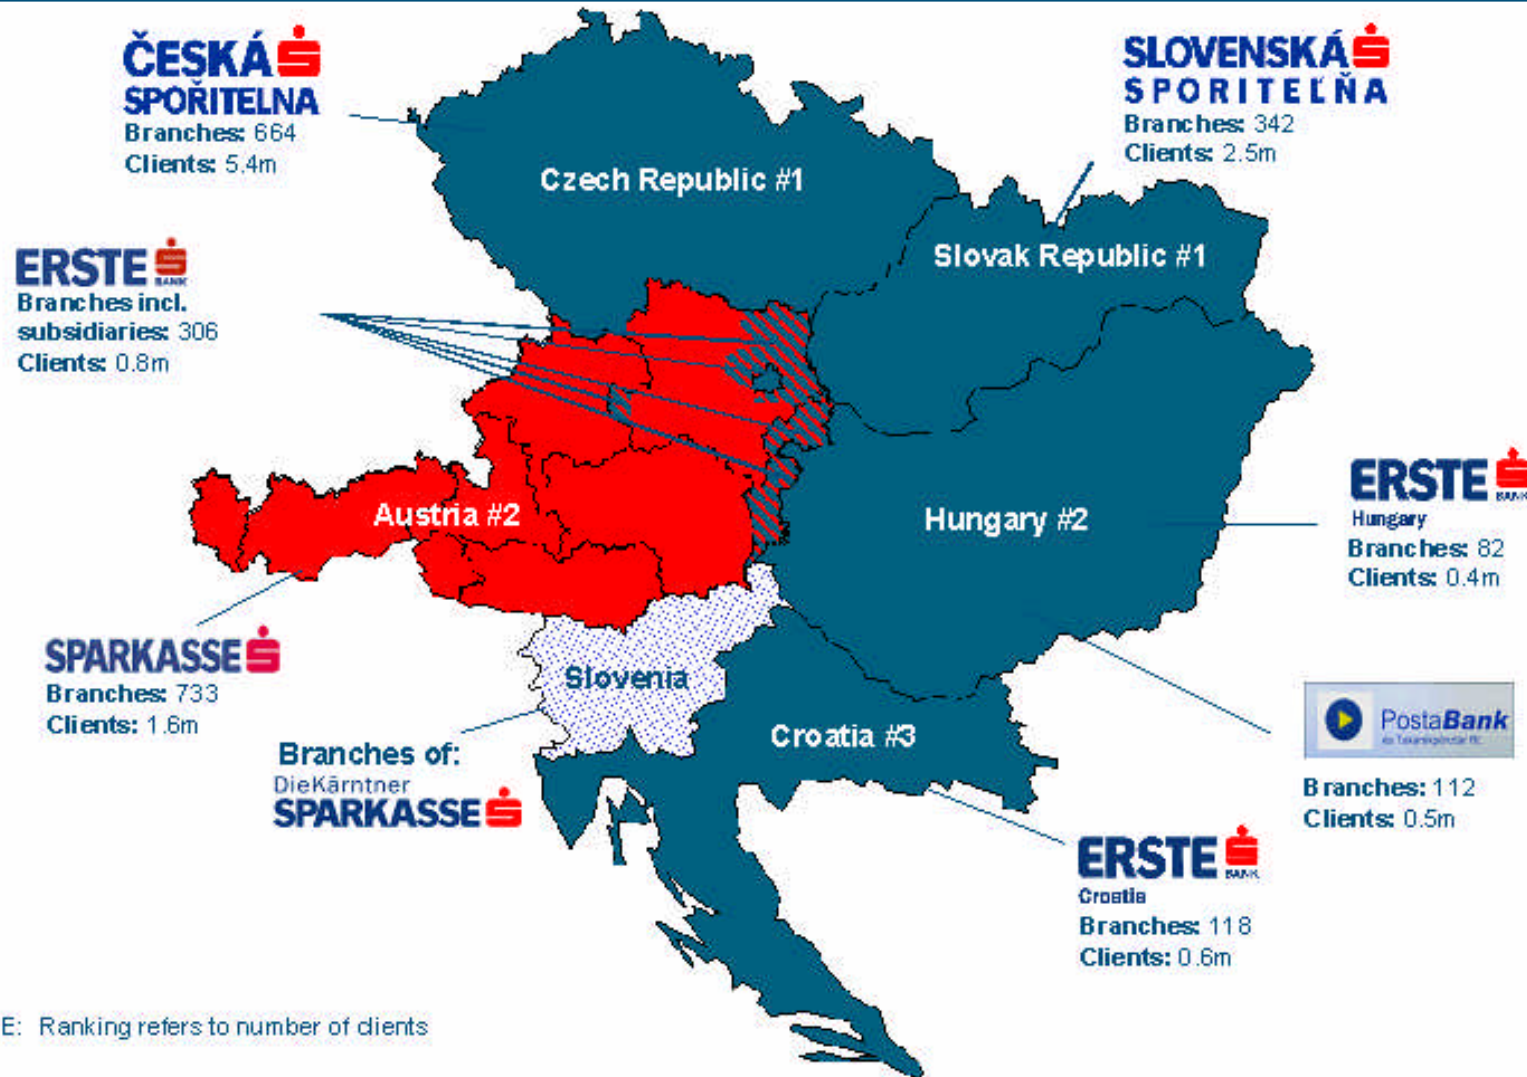 ČESKÁ
SPOŘITELNA
Branches: 664
Clients: 5.4m
SLOVENSKÁ
SPORITEĽŇA
Branches: 342
Clients: 2.5m
Czech Republic #1
Slovak Republic #1
ERSTE
BANK
Branches incl.
subsidiaries: 306
Clients: 0.8m
Austria #2
Hungary #2
ERSTE
BANK
Hungary
Branches: 82
Clients: 0.4m
SPARKASSE
Branches: 733
Clients: 1.6m
Slovenia
Croatia #3
PostaBank
Branches: 112
Clients: 0.5m
Branches of:
DieKärntner
SPARKASSE
ERSTE
BANK
Croatia
Branches: 118
Clients: 0.6m
E: Ranking refers to number of clients